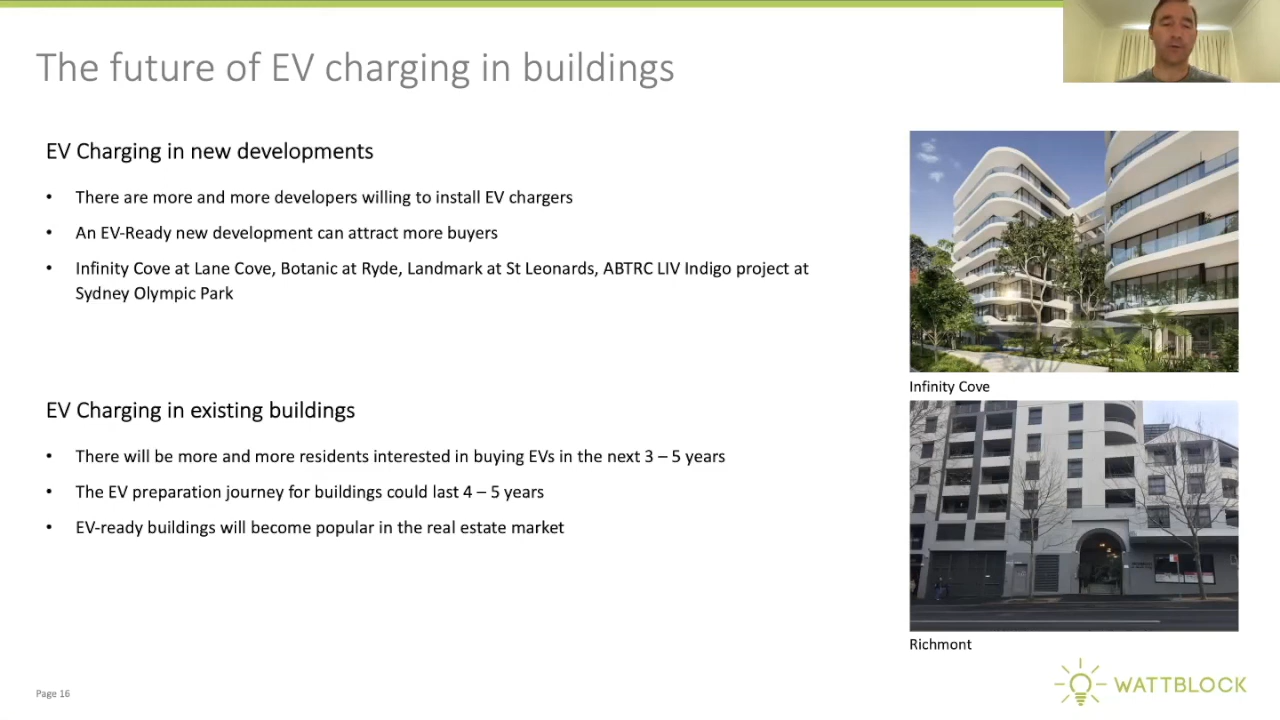 The future of EV charging in buildings
EV Charging in new developments
• There are more and more developers willing to install EV chargers
• An EV-Ready new development can attract more buyers
• Infinity Cove at Lane Cove, Botanic at Ryde, Landmark at St Leonards, ABTRC LIV Indigo project at
Sydney Olympic Park
Infinity Cove
EV Charging in existing buildings
• There will be more and more residents interested in buying EVs in the next 3 – 5 years
• The EV preparation journey for buildings could last 4 – 5 years
• EV-ready buildings will become popular in the real estate market
Richmont
Page 16
WATTBLOCK